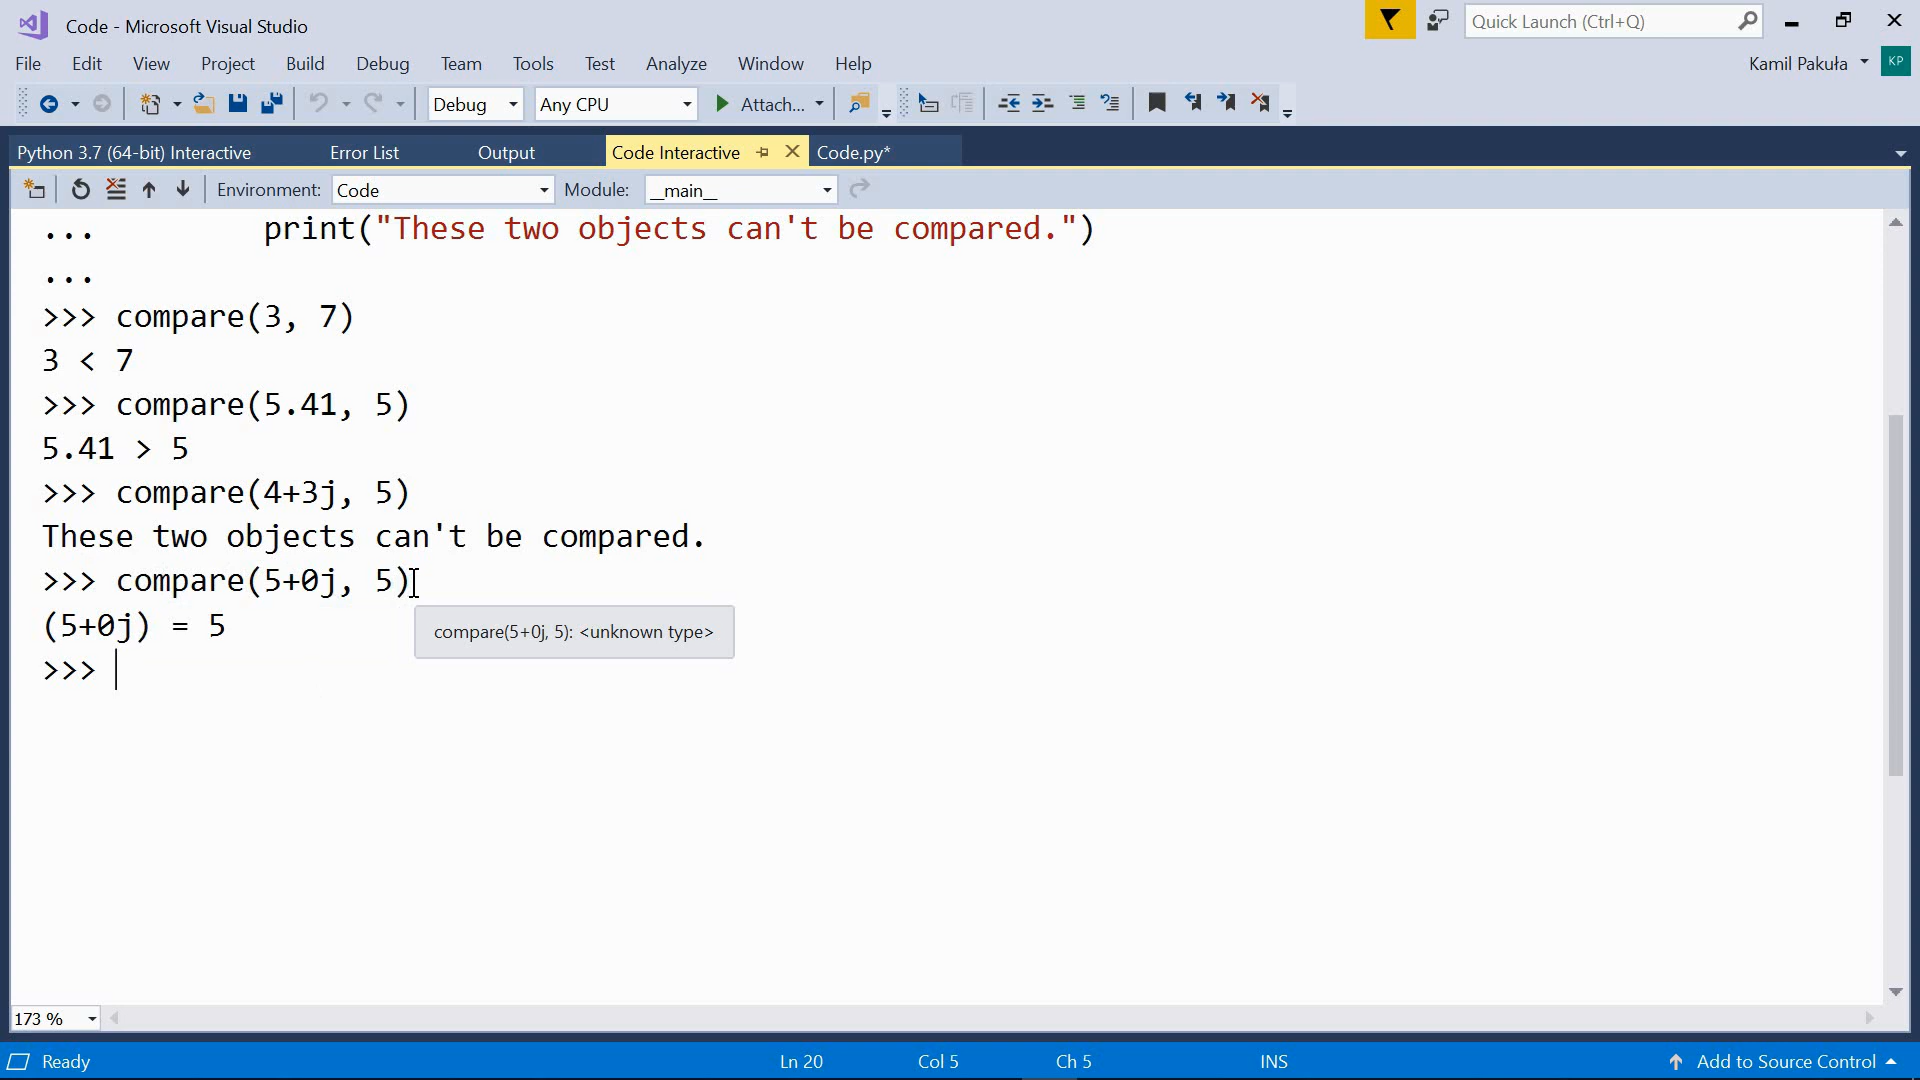 Code - Microsoft Visual Studio
Quick Launch (Ctrl+Q)
File Edit View Project Build Debug Team Tools Test Analyze Window Help
Kamil Pakuła KP
Debug Any CPU Attach...
Python 3.7 (64-bit) Interactive Error List Output Code Interactive Code.py*
Environment: Code Module: __main__
... print("These two objects can't be compared.")
...
>>> compare(3, 7)
3 < 7
>>> compare(5.41, 5)
5.41 > 5
>>> compare(4+3j, 5)
These two objects can't be compared.
>>> compare(5+0j, 5)
(5+0j) = 5
compare(5+0j, 5): <unknown type>
>>>
173 %
Ready Ln 20 Col 5 Ch 5 INS Add to Source Control